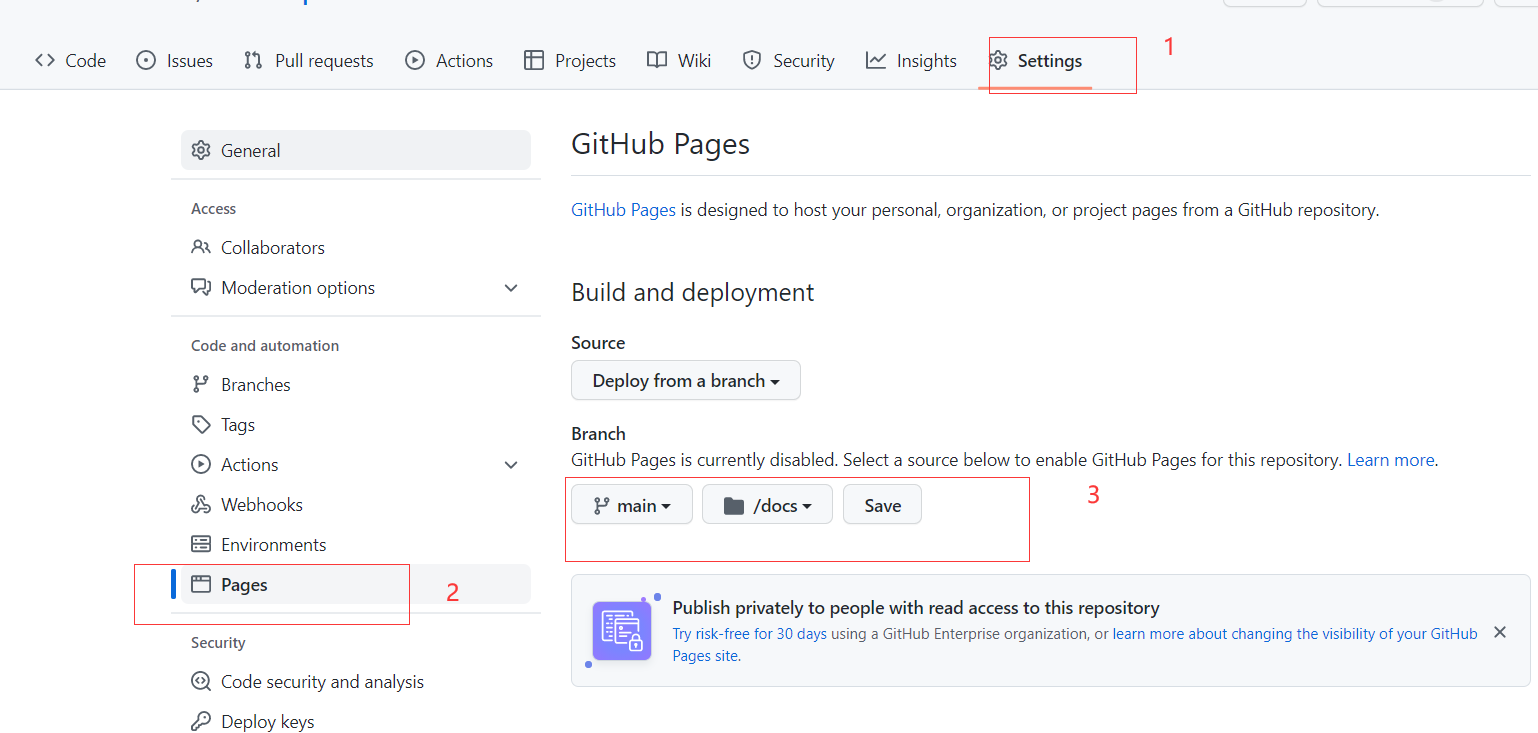 Code Issues Pull requests Actions Projects Wiki Security Insights Settings 1
General
Access
Collaborators
Moderation options
Code and automation
Branches
Tags
Actions
Webhooks
Environments
Pages 2
Security
Code security and analysis
Deploy keys
GitHub Pages
GitHub Pages is designed to host your personal, organization, or project pages from a GitHub repository.
Build and deployment
Source
Deploy from a branch
Branch
GitHub Pages is currently disabled. Select a source below to enable GitHub Pages for this repository. Learn more.
main /docs Save 3
Publish privately to people with read access to this repository
Try risk-free for 30 days using a GitHub Enterprise organization, or learn more about changing the visibility of your GitHub
Pages site.